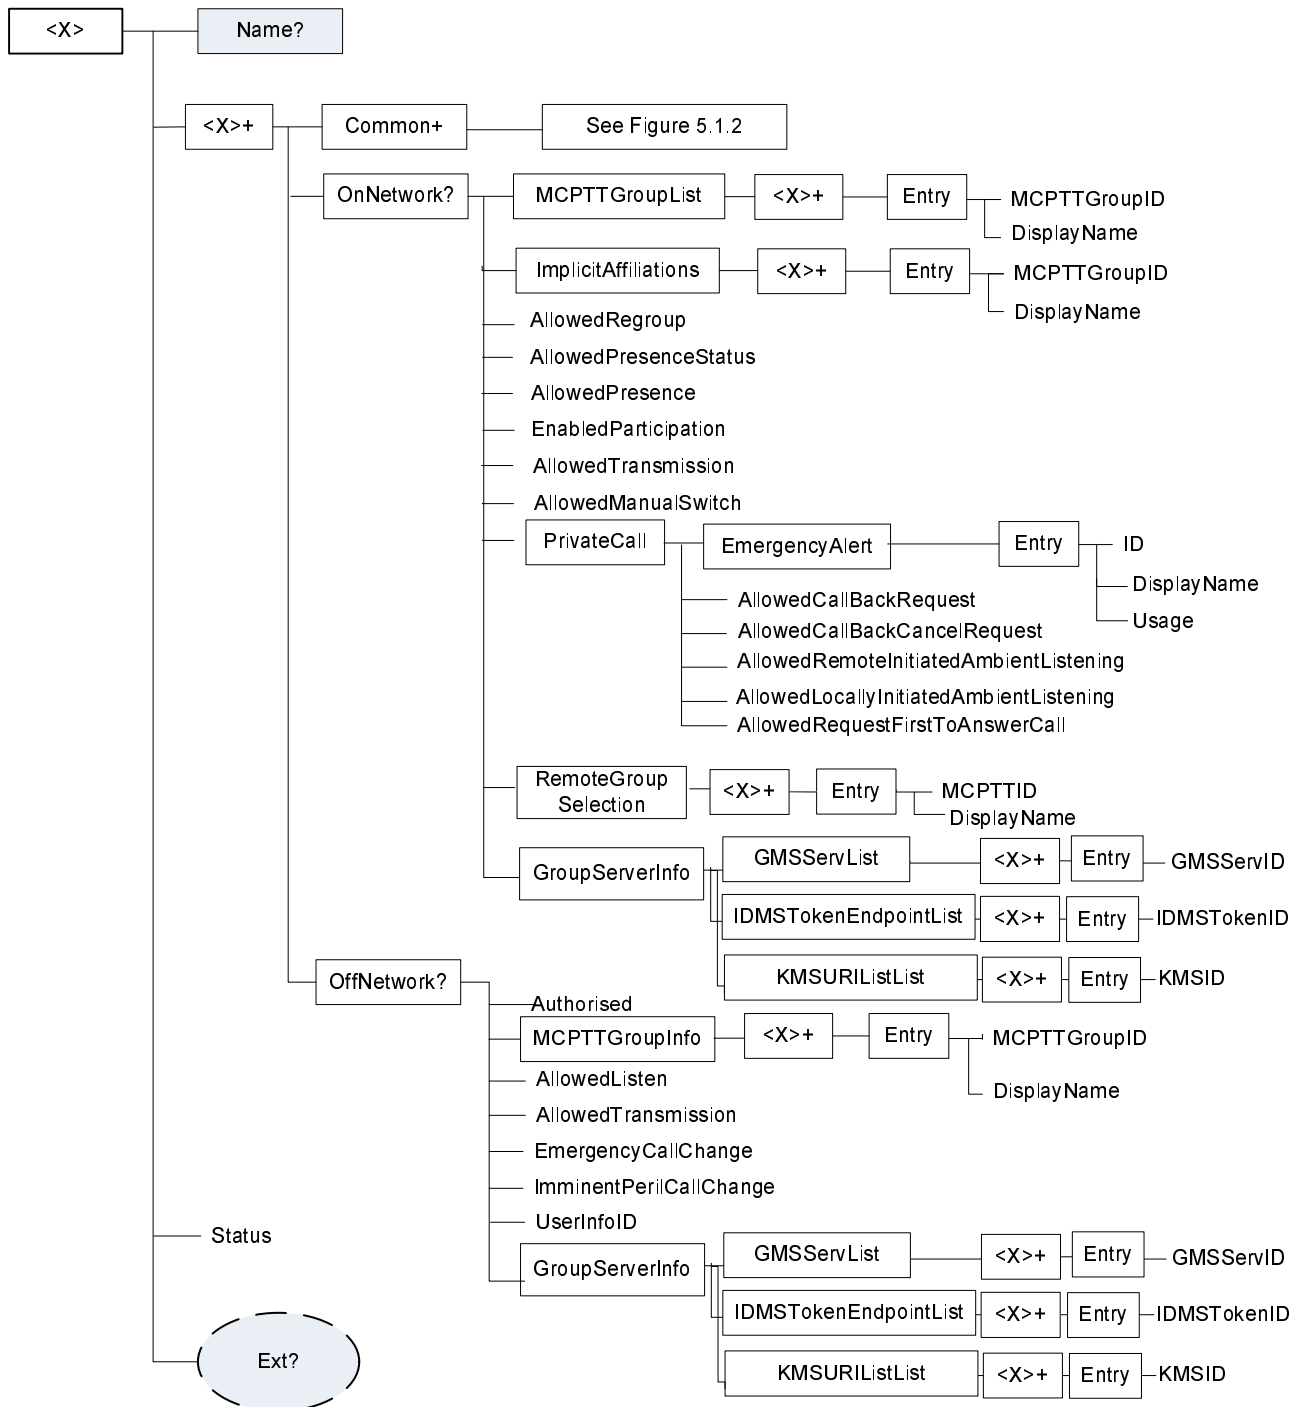 <X>
Name?
<X>+
Common+
See Figure 5.1.2
OnNetwork?
MCPTTGroupList
<X>+
Entry
MCPTTGroupID
DisplayName
ImplicitAffiliations
<X>+
Entry
MCPTTGroupID
DisplayName
AllowedRegroup
AllowedPresenceStatus
AllowedPresence
EnabledParticipation
AllowedTransmission
AllowedManualSwitch
PrivateCall
EmergencyAlert
Entry
ID
DisplayName
Usage
AllowedCallBackRequest
AllowedCallBackCancelRequest
AllowedRemoteInitiatedAmbientListening
AllowedLocallyInitiatedAmbientListening
AllowedRequestFirstToAnswerCall
RemoteGroup
Selection
<X>+
Entry
MCPTTID
DisplayName
GroupServerInfo
GMSServList
<X>+
Entry
GMSServID
IDMSTokenEndpointList
<X>+
Entry
IDMSTokenID
KMSURIListList
<X>+
Entry
KMSID
OffNetwork?
Authorised
MCPTTGroupInfo
<X>+
Entry
MCPTTGroupID
DisplayName
AllowedListen
AllowedTransmission
EmergencyCallChange
ImminentPerilCallChange
UserInfoID
GroupServerInfo
GMSServList
<X>+
Entry
GMSServID
IDMSTokenEndpointList
<X>+
Entry
IDMSTokenID
KMSURIListList
<X>+
Entry
KMSID
Status
Ext?